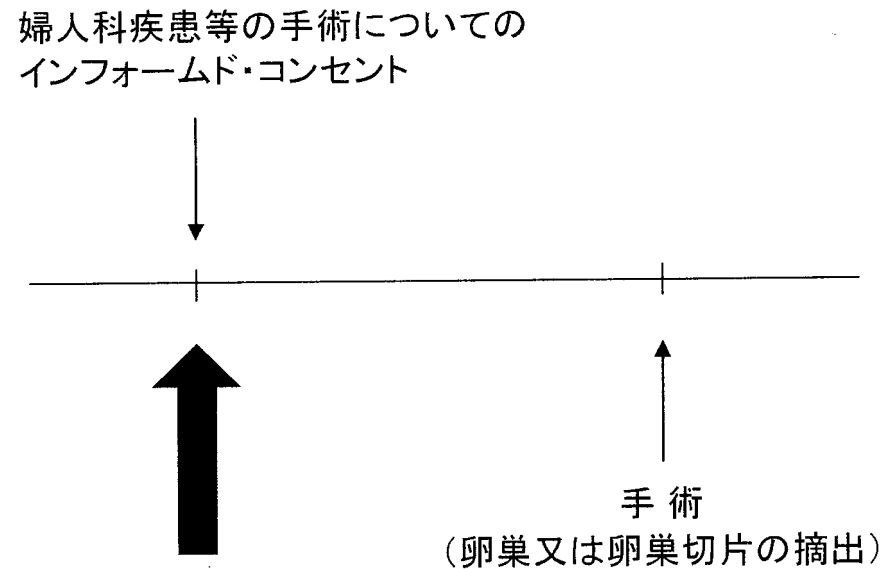 婦人科疾患等の手術についての
インフォームド・コンセント
手 術
（卵巣又は卵巣切片の摘出）